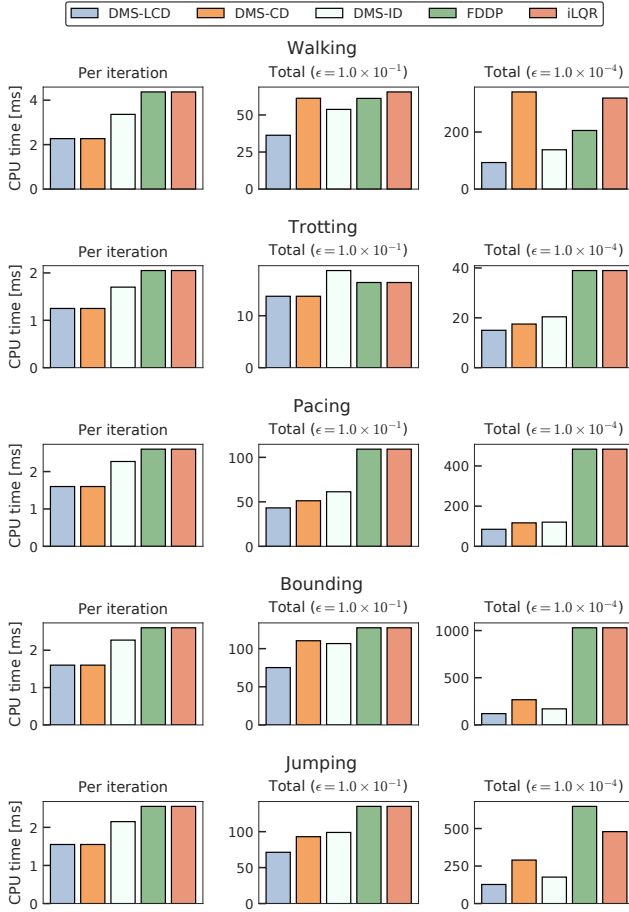 DMS-LCD DMS-CD DMS-ID FDDP iLQR
Walking
Per iteration Total (ϵ = 1.0 × 10⁻¹) Total (ϵ = 1.0 × 10⁻⁴)
CPU time [ms]
4 2 0
50 25 0
200 0
Trotting
Per iteration Total (ϵ = 1.0 × 10⁻¹) Total (ϵ = 1.0 × 10⁻⁴)
CPU time [ms]
2 1 0
10 0
40 20 0
Pacing
Per iteration Total (ϵ = 1.0 × 10⁻¹) Total (ϵ = 1.0 × 10⁻⁴)
CPU time [ms]
2 1 0
100 50 0
400 200 0
Bounding
Per iteration Total (ϵ = 1.0 × 10⁻¹) Total (ϵ = 1.0 × 10⁻⁴)
CPU time [ms]
2 1 0
100 50 0
1000 500 0
Jumping
Per iteration Total (ϵ = 1.0 × 10⁻¹) Total (ϵ = 1.0 × 10⁻⁴)
CPU time [ms]
2 1 0
100 50 0
500 250 0